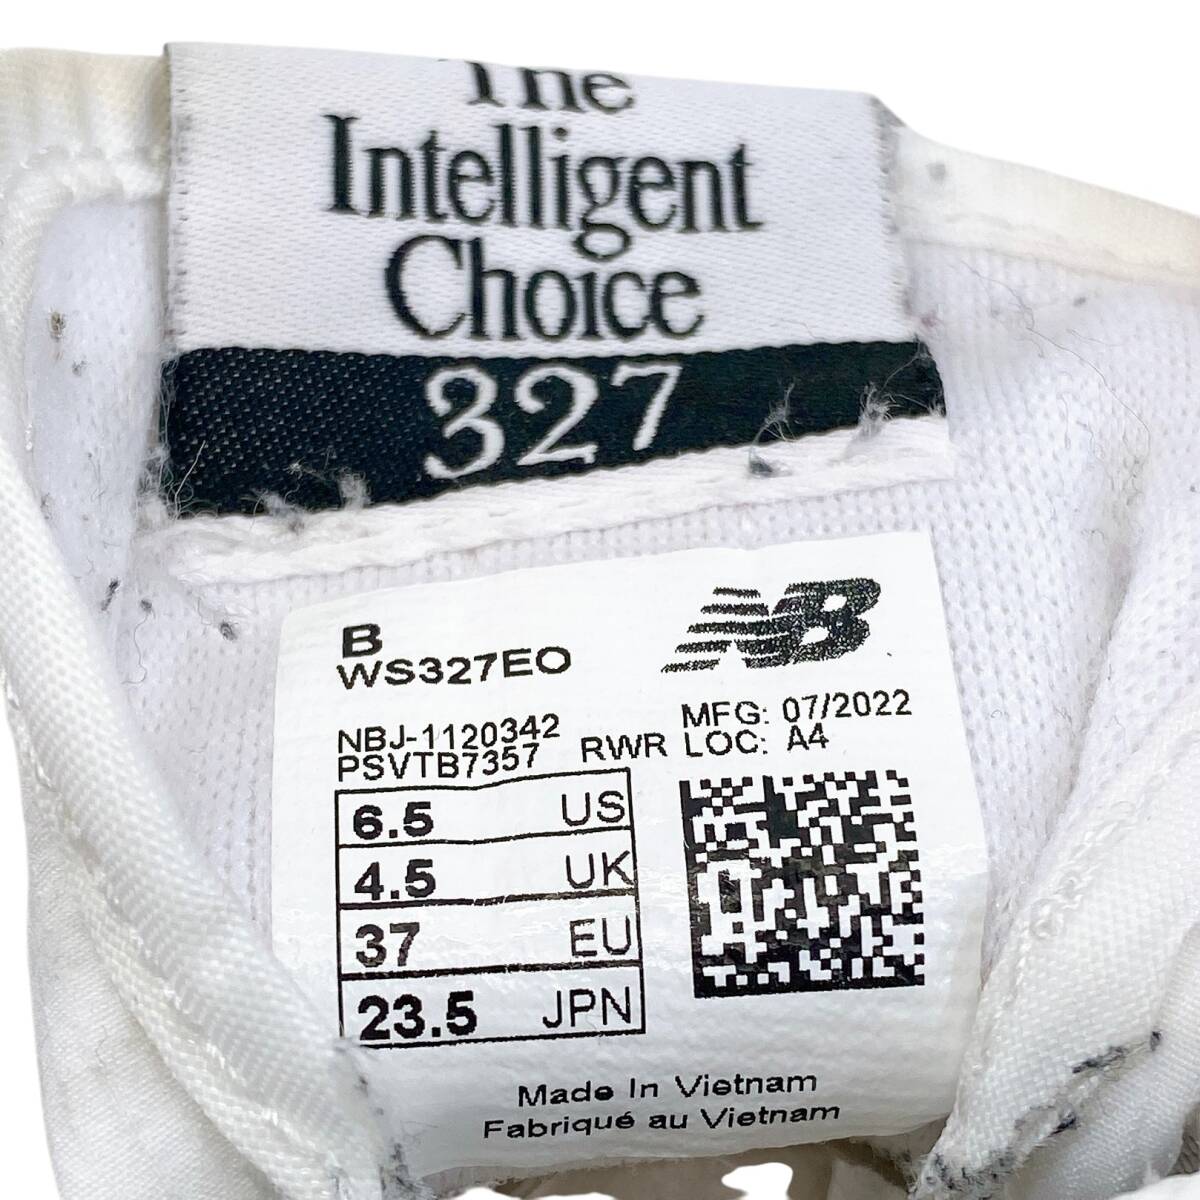 The
Intelligent
Choice
327
B
WS327EO
NB
NBJ-1120342
PSVTB7357
MFG: 07/2022
RWR LOC: A4
6.5 US
4.5 UK
37 EU
23.5 JPN
Made In Vietnam
Fabriqué au Vietnam